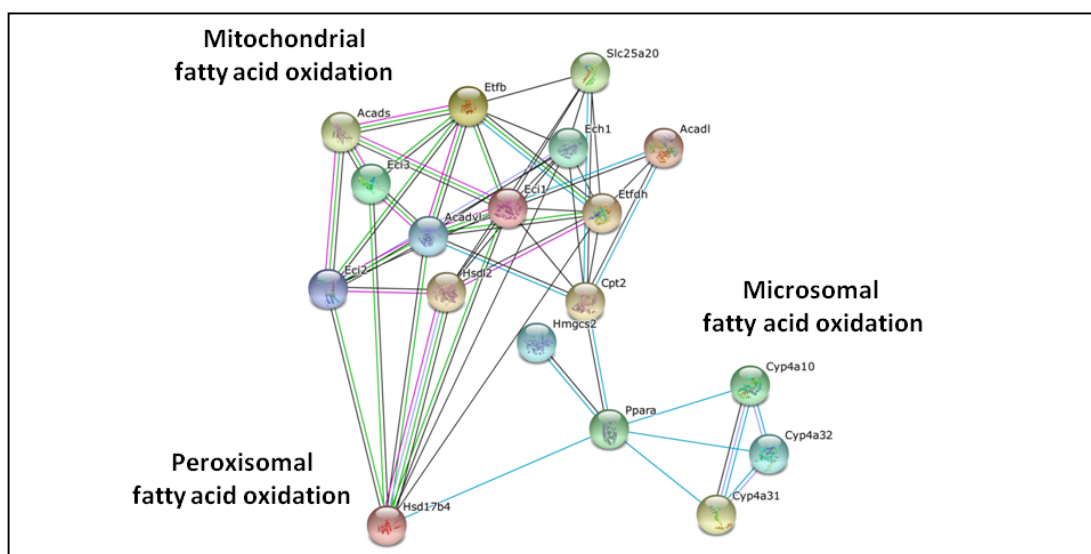 Mitochondrial
fatty acid oxidation
Slc25a20
Etfb
Acads
Ech1
Acadl
Eci3
Eci1
Etfdh
Acadvl
Eci2
Hsdl2
Cpt2
Microsomal
fatty acid oxidation
Hmgcs2
Cyp4a10
Ppara
Cyp4a32
Peroxisomal
fatty acid oxidation
Cyp4a31
Hsd17b4